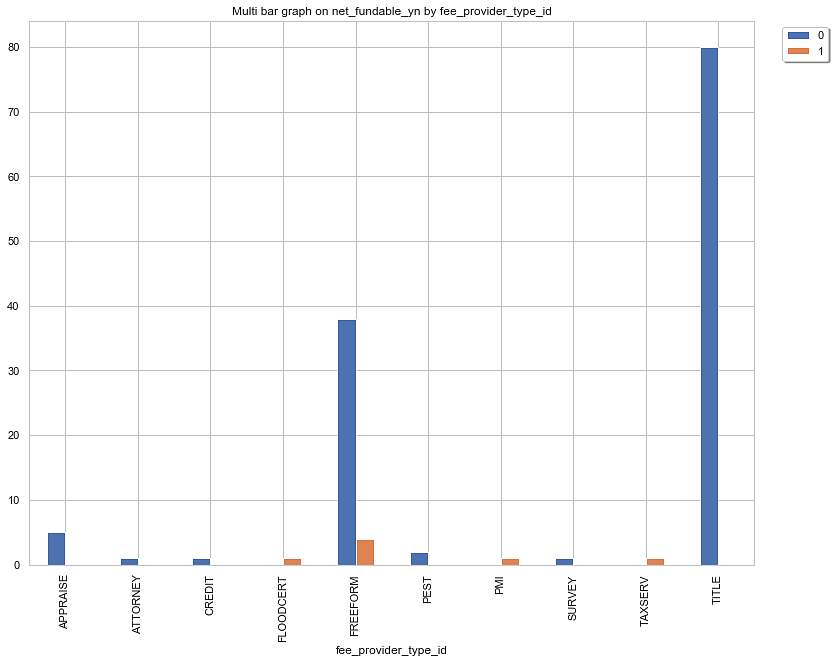 Multi bar graph on net_fundable_yn by fee_provider_type_id
0
1
80
70
60
50
40
30
20
10
0
APPRAISE
ATTORNEY
CREDIT
FLOODCERT
FREEFORM
PEST
PMI
SURVEY
TAXSERV
TITLE
fee_provider_type_id